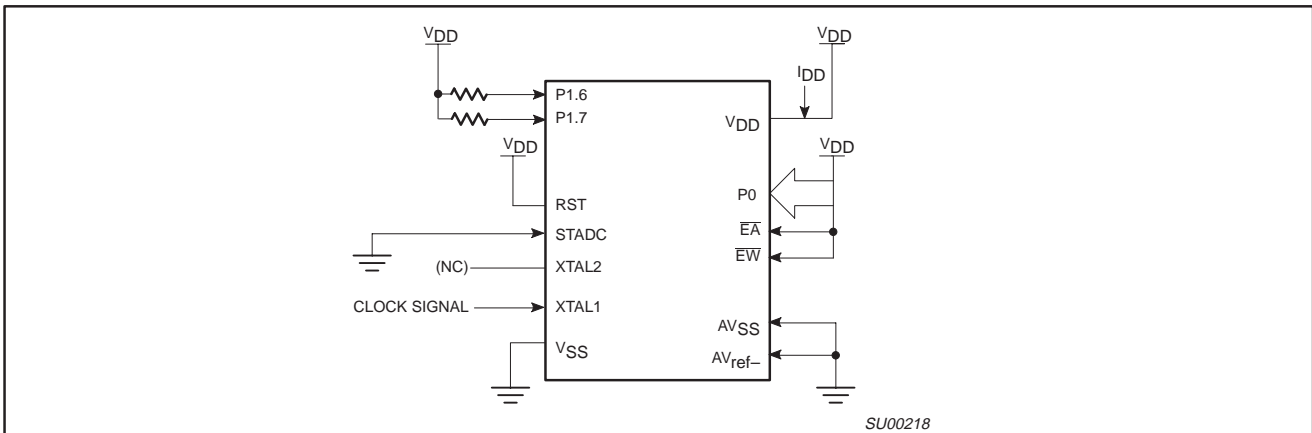 VDD
VDD
IDD
P1.6
P1.7
VDD
VDD
VDD
P0
RST
EA
STADC
EW
(NC)
XTAL2
CLOCK SIGNAL
XTAL1
AVSS
VSS
AVref–
SU00218